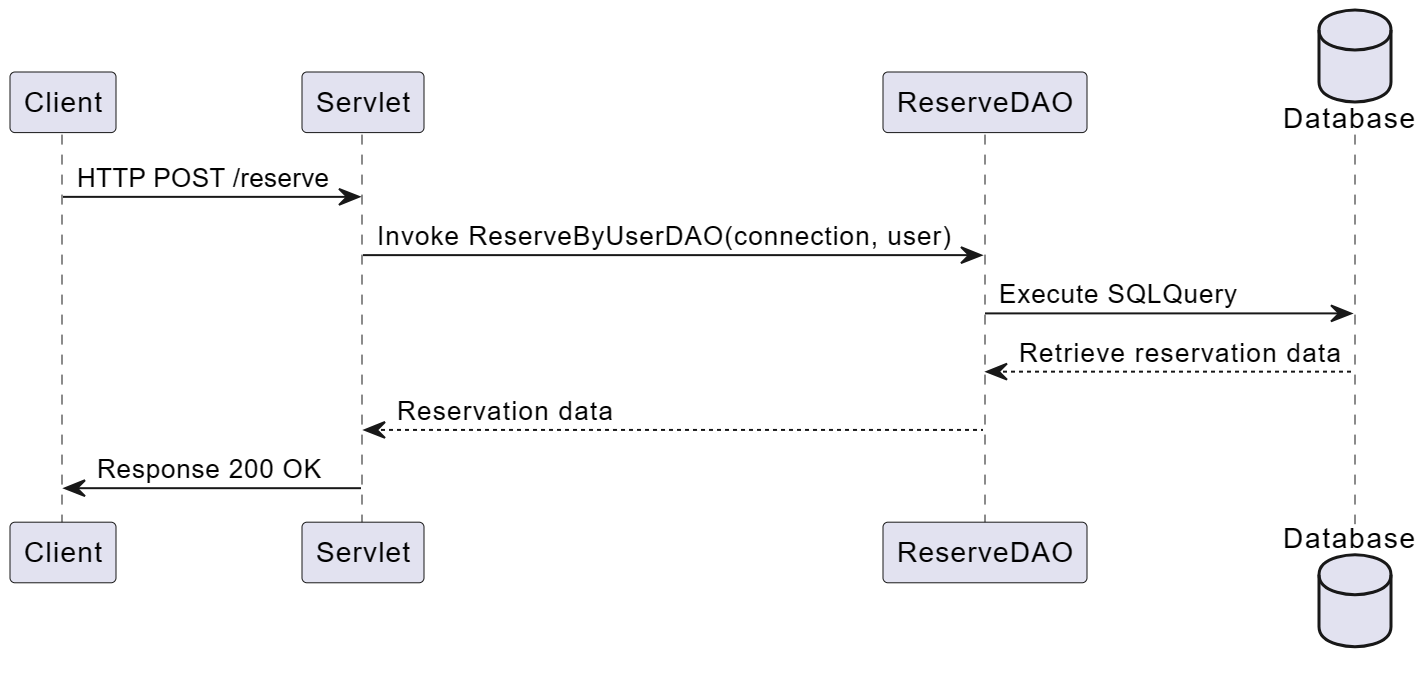 Client
Servlet
ReserveDAO
Database
HTTP POST /reserve
Invoke ReserveByUserDAO(connection, user)
Execute SQLQuery
Retrieve reservation data
Reservation data
Response 200 OK
Client
Servlet
ReserveDAO
Database